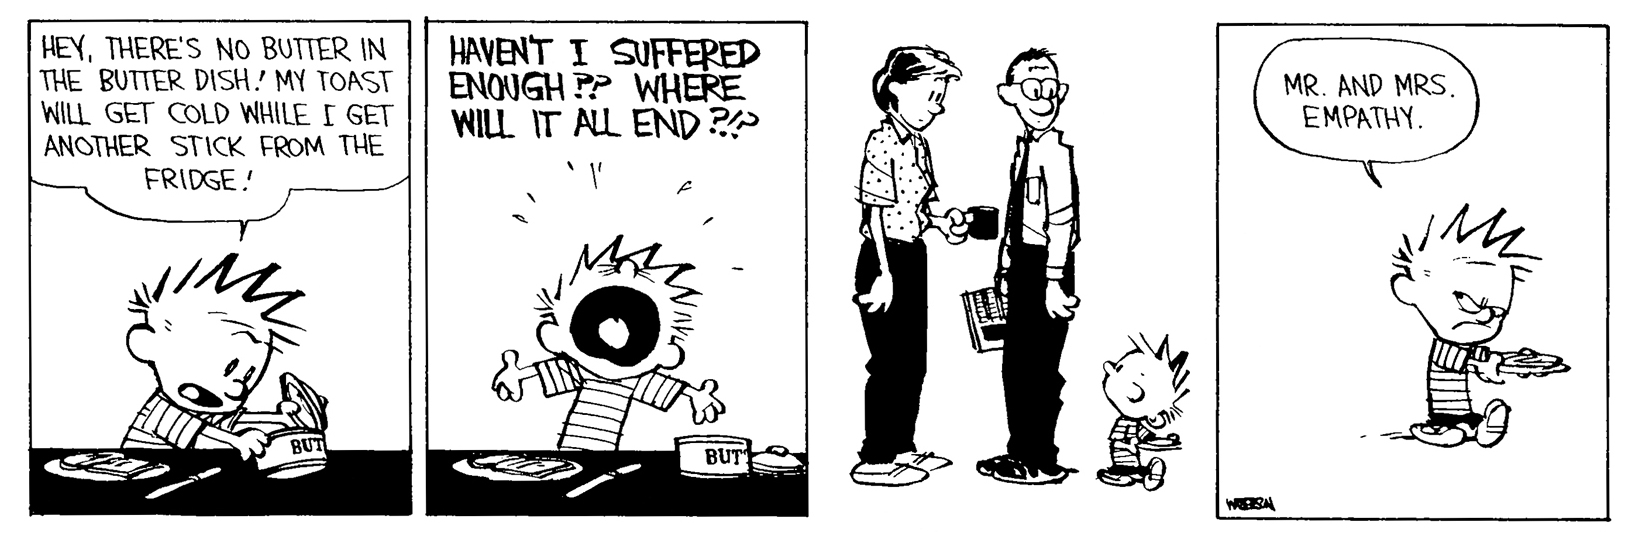 HEY, THERE'S NO BUTTER IN
THE BUTTER DISH! MY TOAST
WILL GET COLD WHILE I GET
ANOTHER STICK FROM THE
FRIDGE!
BUT
HAVEN'T I SUFFERED
ENOUGH?? WHERE
WILL IT ALL END?!?
BUT
MR. AND MRS.
EMPATHY.
WATTERSON